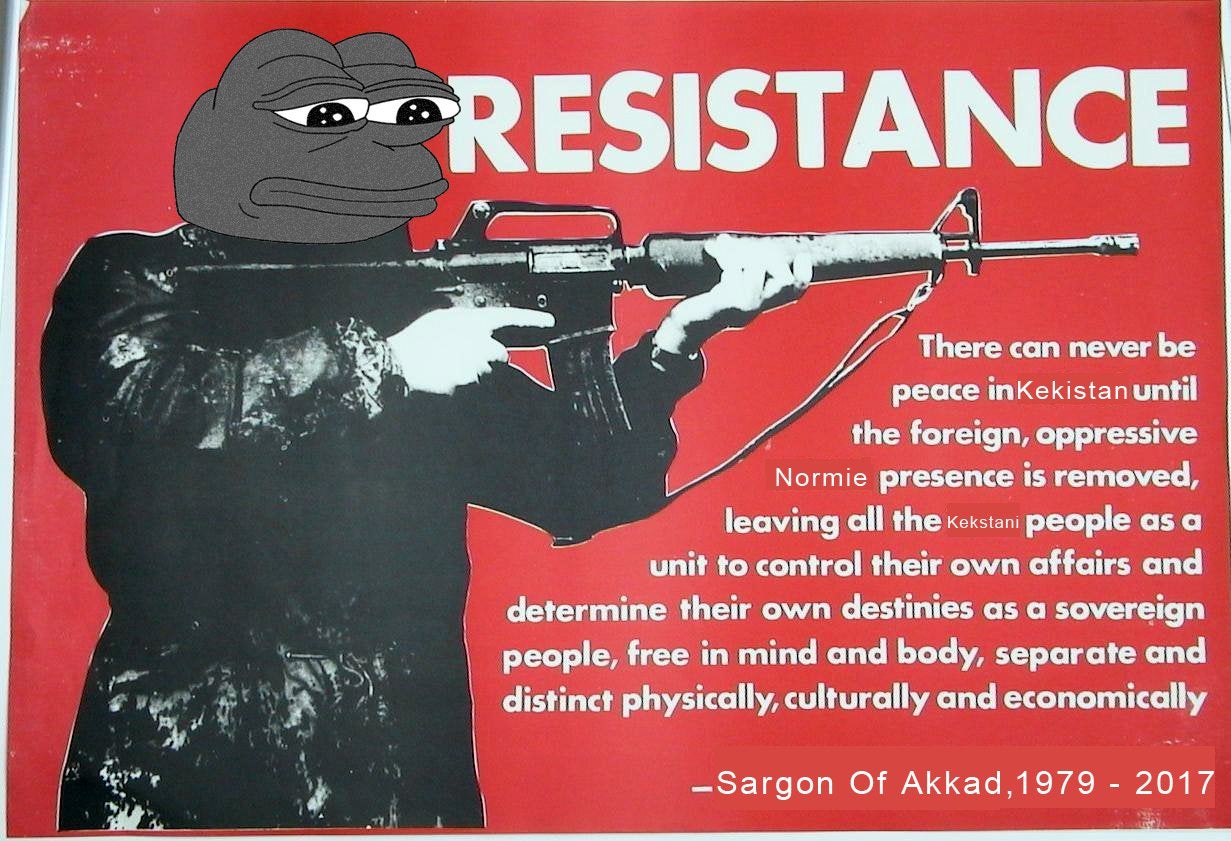 RESISTANCE
There can never be
peace in Kekistan until
the foreign, oppressive
Normie presence is removed,
leaving all the Kekstani people as a
unit to control their own affairs and
determine their own destinies as a sovereign
people, free in mind and body, separate and
distinct physically, culturally and economically
–Sargon Of Akkad,1979 - 2017